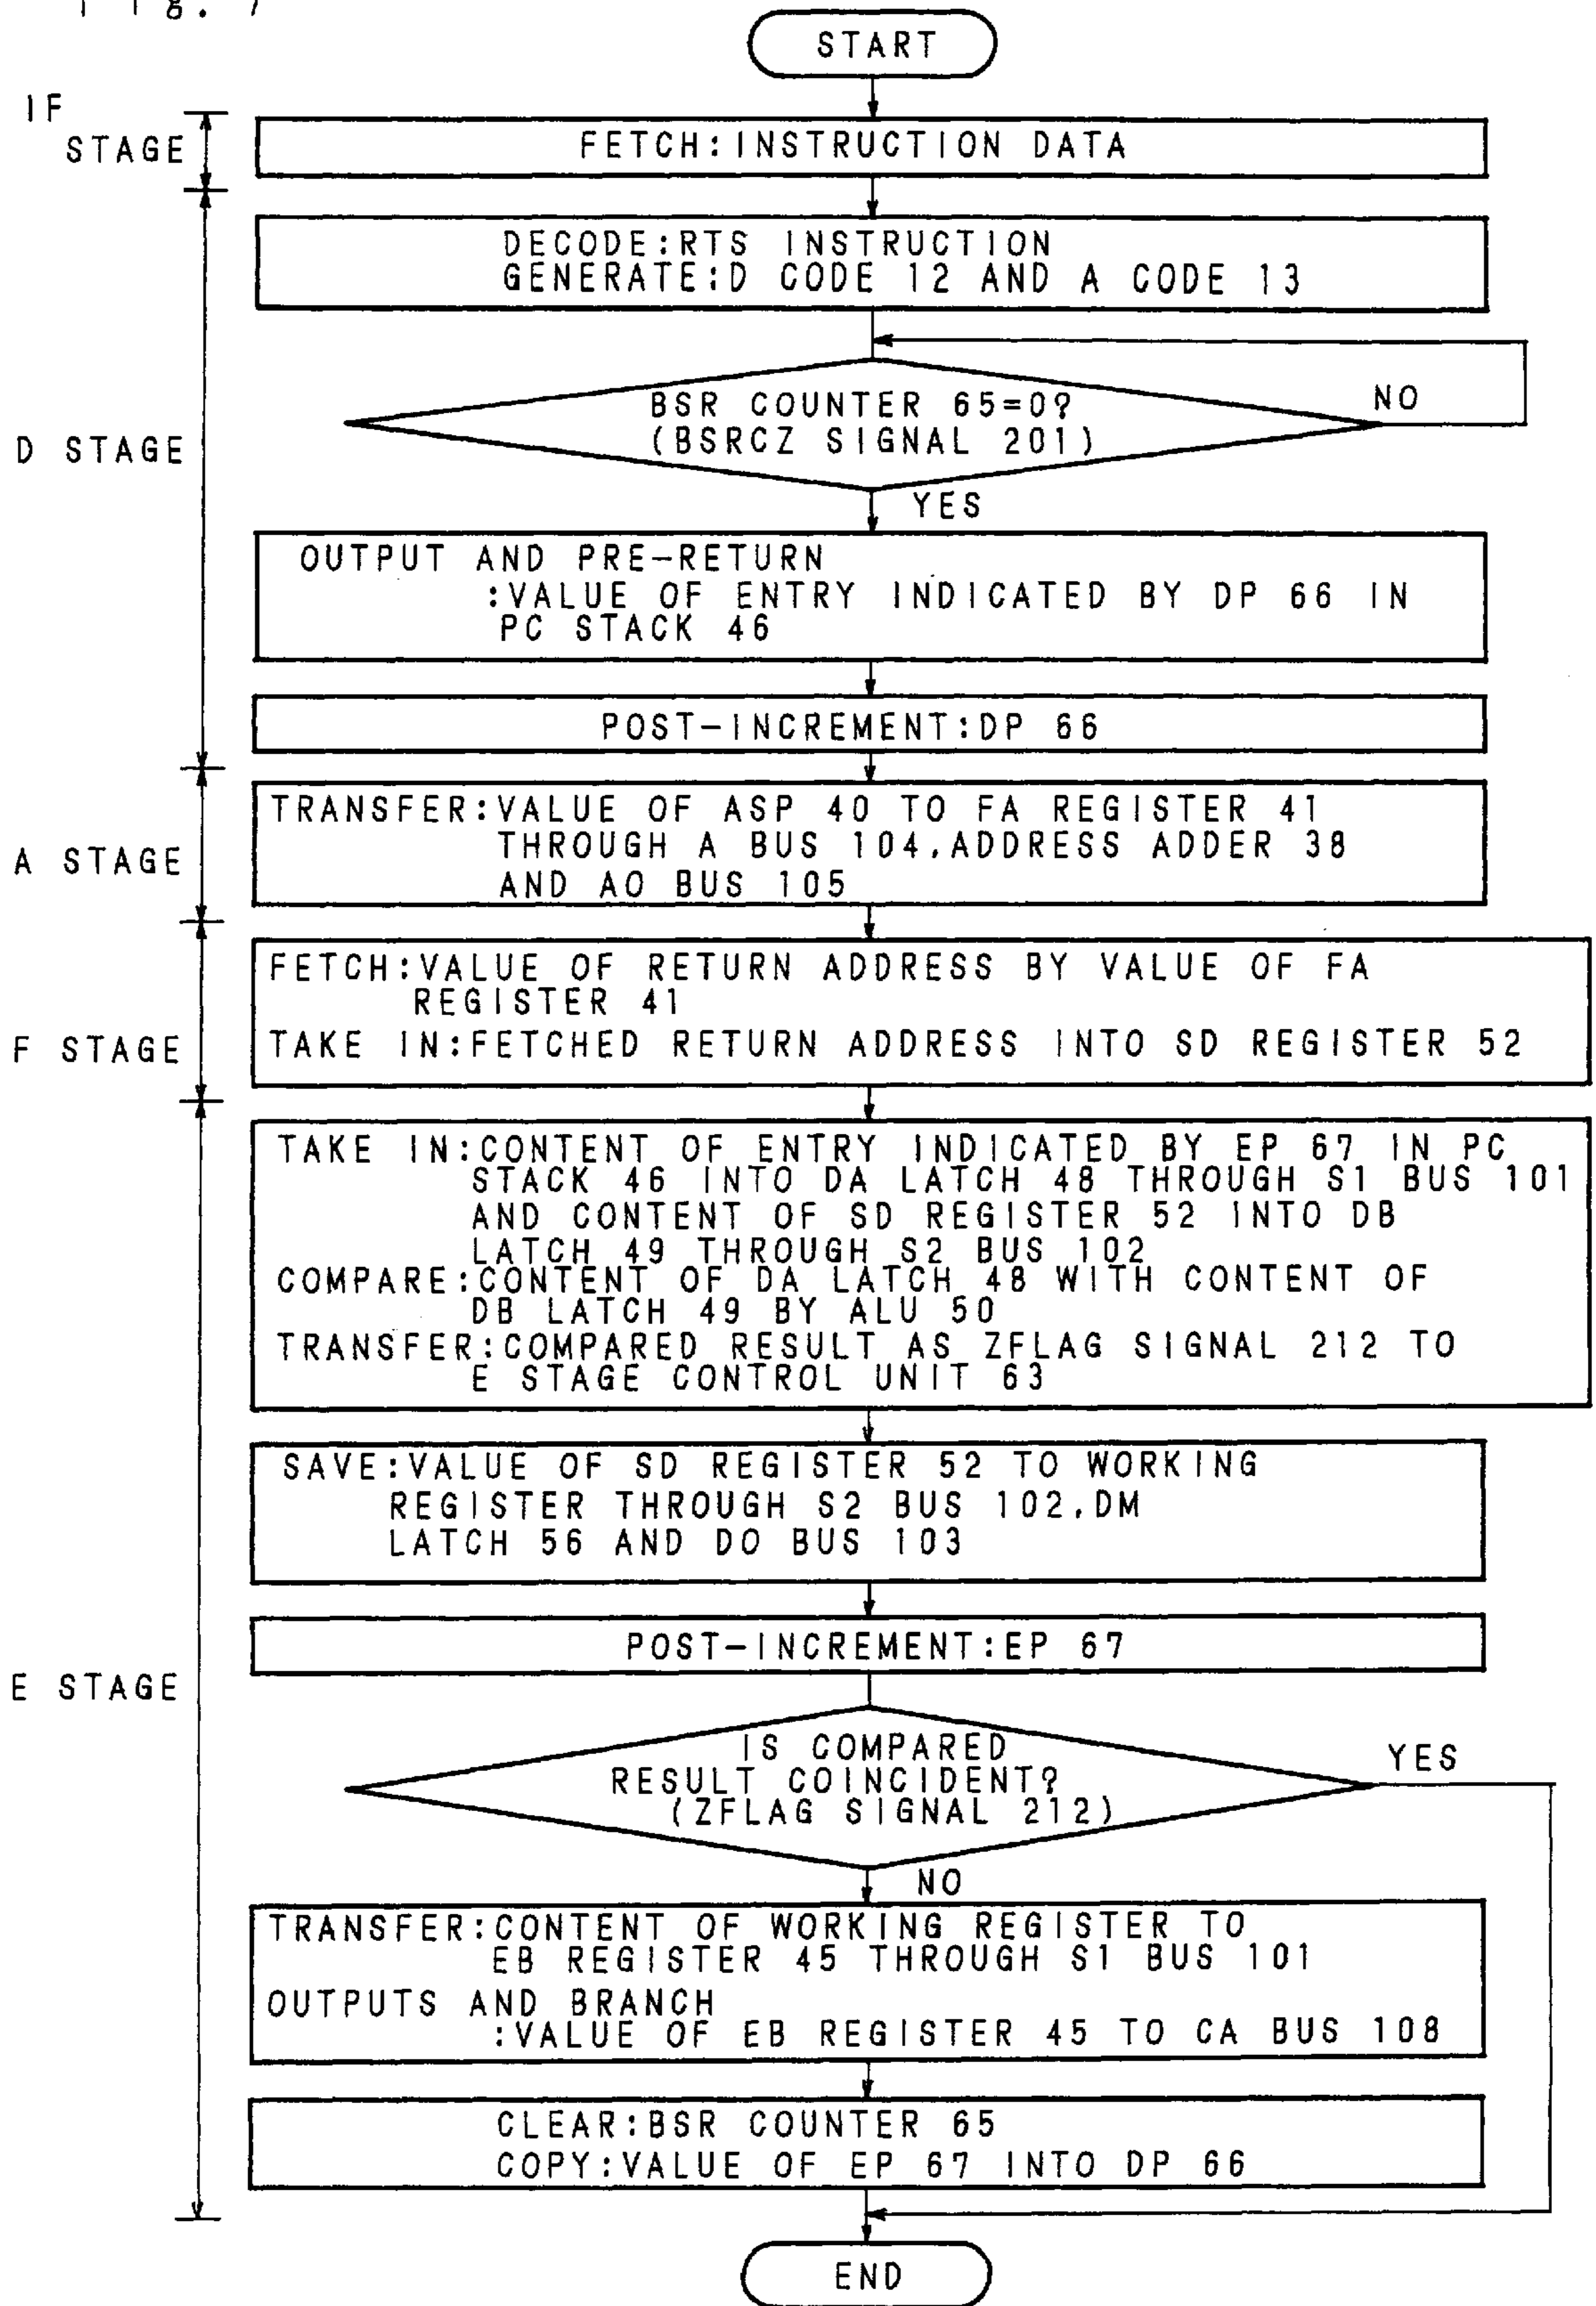 Fig. 7
START
IF
STAGE
FETCH:INSTRUCTION DATA
DECODE:RTS INSTRUCTION
GENERATE:D CODE 12 AND A CODE 13
BSR COUNTER 65=0?
(BSRCZ SIGNAL 201)
NO
D STAGE
YES
OUTPUT AND PRE-RETURN
:VALUE OF ENTRY INDICATED BY DP 66 IN
PC STACK 46
POST-INCREMENT:DP 66
TRANSFER:VALUE OF ASP 40 TO FA REGISTER 41
THROUGH A BUS 104,ADDRESS ADDER 38
AND AO BUS 105
A STAGE
FETCH:VALUE OF RETURN ADDRESS BY VALUE OF FA
REGISTER 41
TAKE IN:FETCHED RETURN ADDRESS INTO SD REGISTER 52
F STAGE
TAKE IN:CONTENT OF ENTRY INDICATED BY EP 67 IN PC
STACK 46 INTO DA LATCH 48 THROUGH S1 BUS 101
AND CONTENT OF SD REGISTER 52 INTO DB
LATCH 49 THROUGH S2 BUS 102
COMPARE:CONTENT OF DA LATCH 48 WITH CONTENT OF
DB LATCH 49 BY ALU 50
TRANSFER:COMPARED RESULT AS ZFLAG SIGNAL 212 TO
E STAGE CONTROL UNIT 63
SAVE:VALUE OF SD REGISTER 52 TO WORKING
REGISTER THROUGH S2 BUS 102,DM
LATCH 56 AND DO BUS 103
POST-INCREMENT:EP 67
E STAGE
IS COMPARED
RESULT COINCIDENT?
(ZFLAG SIGNAL 212)
YES
NO
TRANSFER:CONTENT OF WORKING REGISTER TO
EB REGISTER 45 THROUGH S1 BUS 101
OUTPUTS AND BRANCH
:VALUE OF EB REGISTER 45 TO CA BUS 108
CLEAR:BSR COUNTER 65
COPY:VALUE OF EP 67 INTO DP 66
END